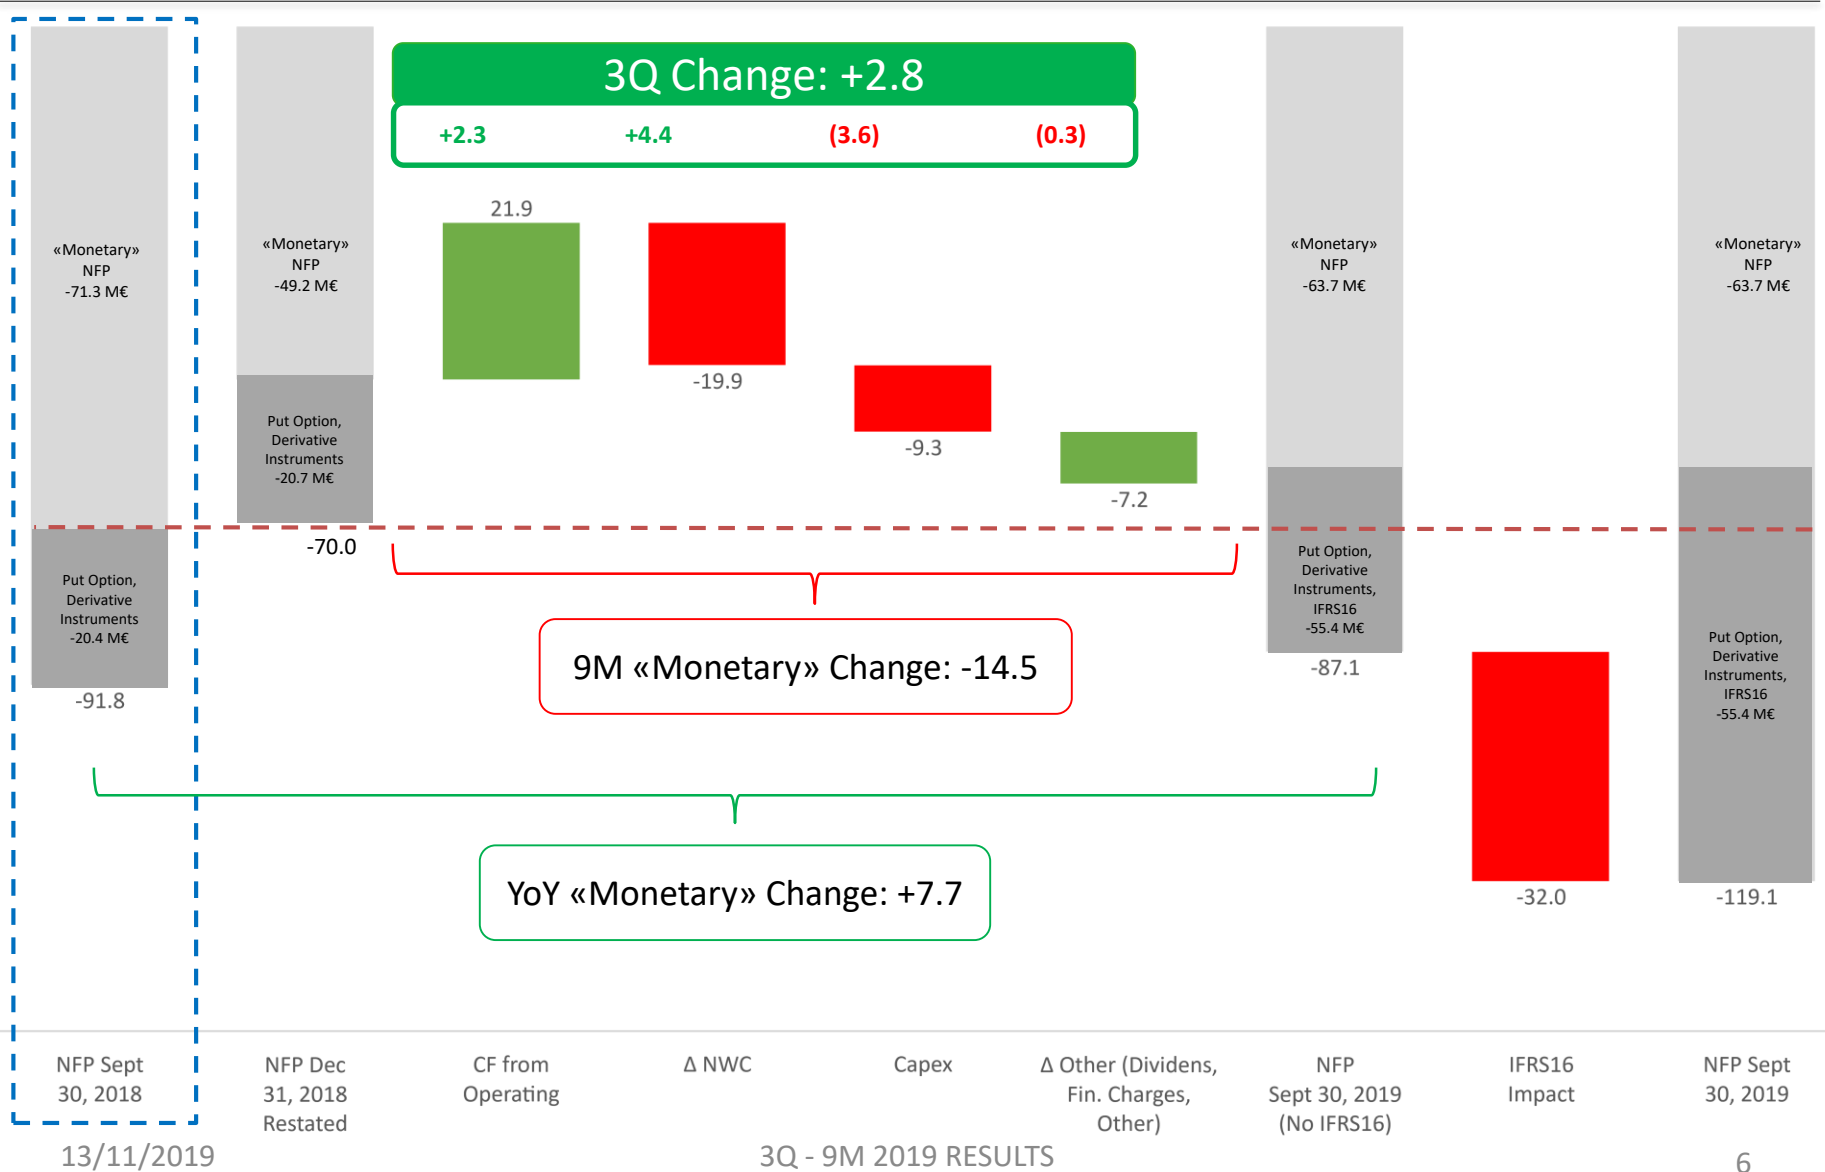 3Q Change: +2.8
+2.3 +4.4 (3.6) (0.3)
«Monetary»
NFP
-71.3 M€
Put Option,
Derivative
Instruments
-20.4 M€
-91.8
«Monetary»
NFP
-49.2 M€
Put Option,
Derivative
Instruments
-20.7 M€
-70.0
21.9
-19.9
-9.3
-7.2
«Monetary»
NFP
-63.7 M€
Put Option,
Derivative
Instruments,
IFRS16
-55.4 M€
-87.1
-32.0
«Monetary»
NFP
-63.7 M€
Put Option,
Derivative
Instruments,
IFRS16
-55.4 M€
-119.1
9M «Monetary» Change: -14.5
YoY «Monetary» Change: +7.7
NFP Sept
30, 2018
NFP Dec
31, 2018
Restated
CF from
Operating
Δ NWC
Capex
Δ Other (Dividens,
Fin. Charges,
Other)
NFP
Sept 30, 2019
(No IFRS16)
IFRS16
Impact
NFP Sept
30, 2019
13/11/2019
3Q - 9M 2019 RESULTS
6